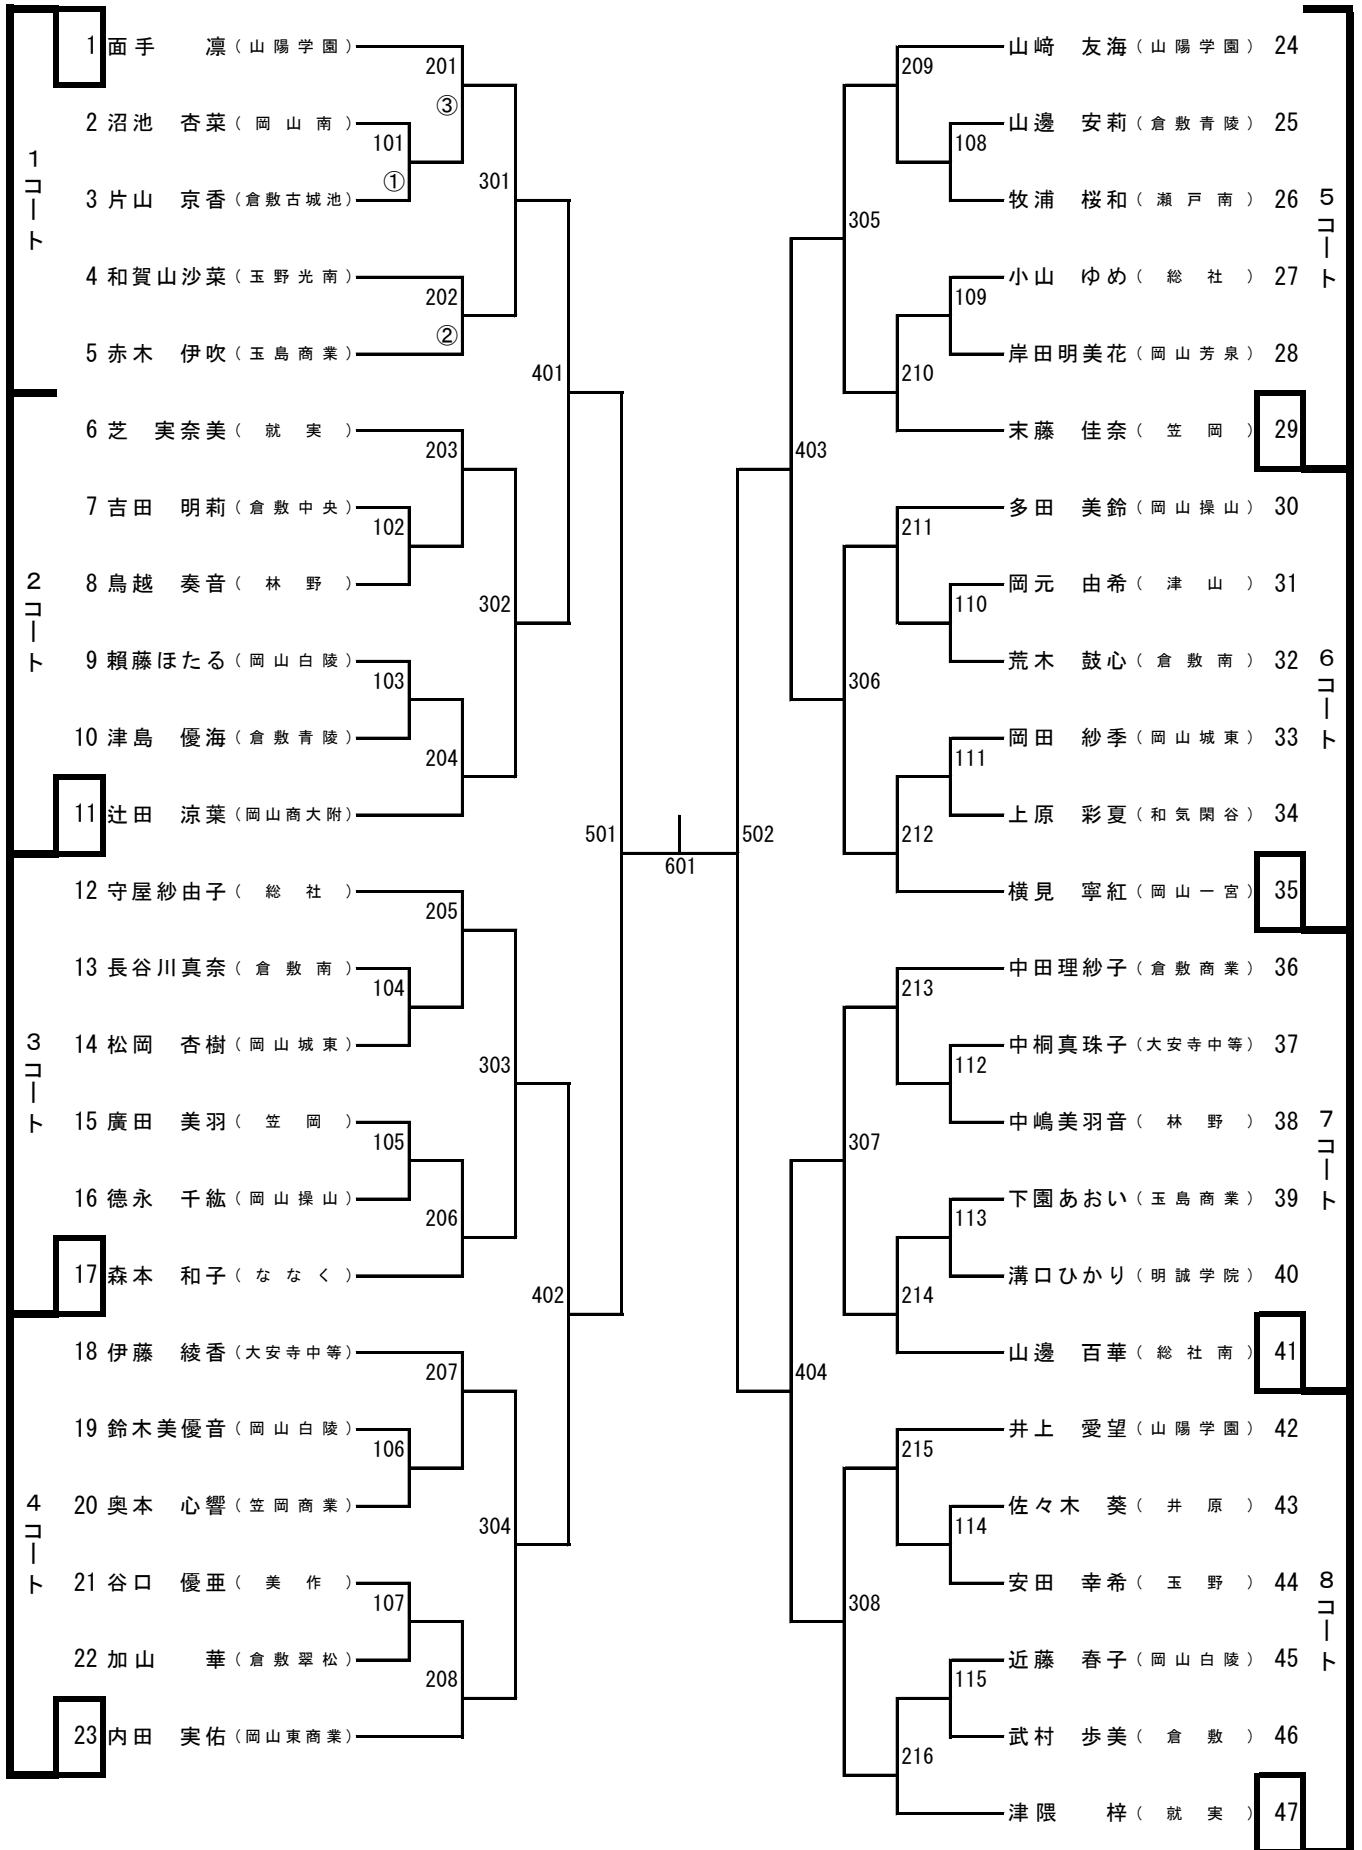 1コート
1 面手 凛(山陽学園)
201
③
2 沼池 杏菜(岡山南)
101
①
3 片山 京香(倉敷古城池)
301
4 和賀山沙菜(玉野光南)
202
②
5 赤木 伊吹(玉島商業)
401
2コート
6 芝 実奈美(就実)
203
7 吉田 明莉(倉敷中央)
102
8 鳥越 奏音(林野)
302
9 賴藤ほたる(岡山白陵)
103
10 津島 優海(倉敷青陵)
204
11 辻田 涼葉(岡山商大附)
501
3コート
12 守屋紗由子(総社)
205
13 長谷川真奈(倉敷南)
104
14 松岡 杏樹(岡山城東)
303
15 廣田 美羽(笠岡)
105
16 德永 千紘(岡山操山)
206
17 森本 和子(ななく)
402
4コート
18 伊藤 綾香(大安寺中等)
207
19 鈴木美優音(岡山白陵)
106
20 奥本 心響(笠岡商業)
304
21 谷口 優亜(美作)
107
22 加山 華(倉敷翠松)
208
23 内田 実佑(岡山東商業)
601
5コート
山﨑 友海(山陽学園) 24
209
山邊 安莉(倉敷青陵) 25
108
牧浦 桜和(瀬戸南) 26
305
小山 ゆめ(総社) 27
109
岸田明美花(岡山芳泉) 28
210
末藤 佳奈(笠岡) 29
403
6コート
多田 美鈴(岡山操山) 30
211
岡元 由希(津山) 31
110
荒木 鼓心(倉敷南) 32
306
岡田 紗季(岡山城東) 33
111
上原 彩夏(和気閑谷) 34
212
横見 寧紅(岡山一宮) 35
502
7コート
中田理紗子(倉敷商業) 36
213
中桐真珠子(大安寺中等) 37
112
中嶋美羽音(林野) 38
307
下園あおい(玉島商業) 39
113
溝口ひかり(明誠学院) 40
214
山邊 百華(総社南) 41
404
8コート
井上 愛望(山陽学園) 42
215
佐々木 葵(井原) 43
114
安田 幸希(玉野) 44
308
近藤 春子(岡山白陵) 45
115
武村 歩美(倉敷) 46
216
津隈 梓(就実) 47